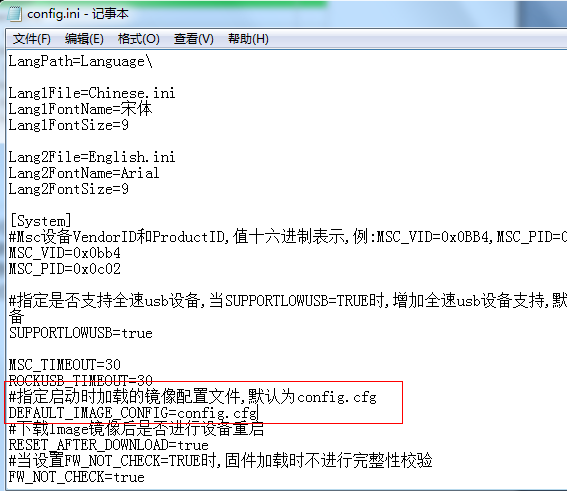 config.ini - 记事本
文件(F) 编辑(E) 格式(O) 查看(V) 帮助(H)
LangPath=Language\
Lang1File=Chinese.ini
Lang1FontName=宋体
Lang1FontSize=9
Lang2File=English.ini
Lang2FontName=Arial
Lang2FontSize=9
[System]
#Msc设备VendorID和ProductID,值十六进制表示,例:MSC_VID=0x0BB4,MSC_PID=0
MSC_VID=0x0bb4
MSC_PID=0x0c02
#指定是否支持全速usb设备,当SUPPORTLOWUSB=TRUE时,增加全速usb设备支持,默
备
SUPPORTLOWUSB=true
MSC_TIMEOUT=30
ROCKUSB_TIMEOUT=30
#指定启动时加载的镜像配置文件,默认为config.cfg
DEFAULT_IMAGE_CONFIG=config.cfg
#下载Image镜像后是否进行设备重启
RESET_AFTER_DOWNLOAD=true
#当设置FW_NOT_CHECK=TRUE时,固件加载时不进行完整性校验
FW_NOT_CHECK=true